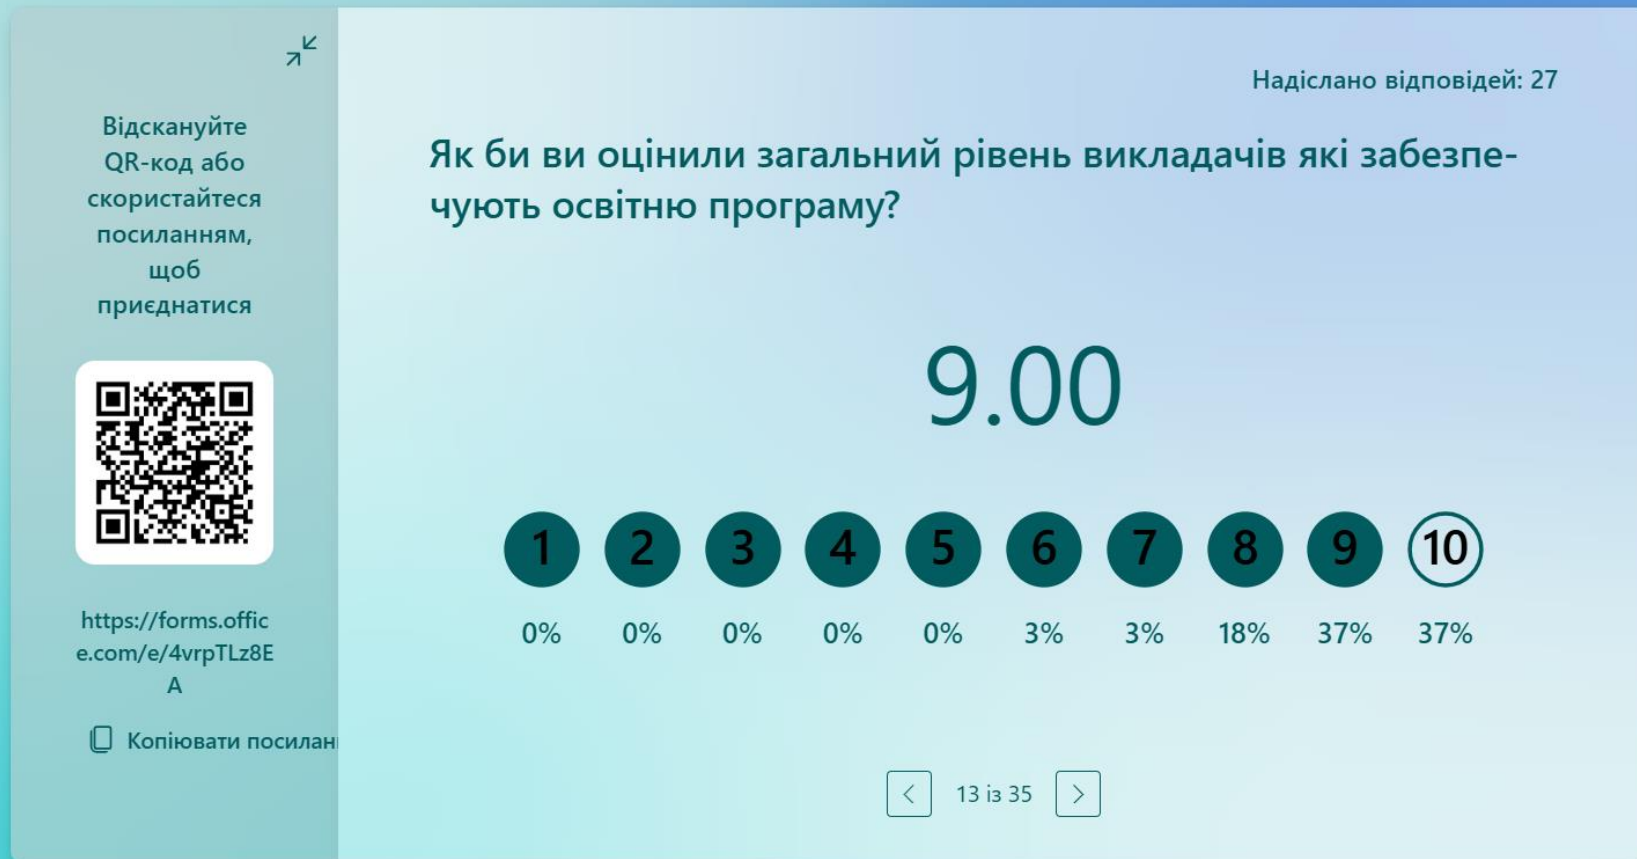 Відскануйте
QR-код або
скористайтеся
посиланням,
щоб
приєднатися
https://forms.offic
e.com/e/4vrpTLz8E
A
Копіювати посилан
Надіслано відповідей: 27
Як би ви оцінили загальний рівень викладачів які забезпе-
чують освітню програму?
9.00
1 2 3 4 5 6 7 8 9 10
0% 0% 0% 0% 0% 3% 3% 18% 37% 37%
13 із 35